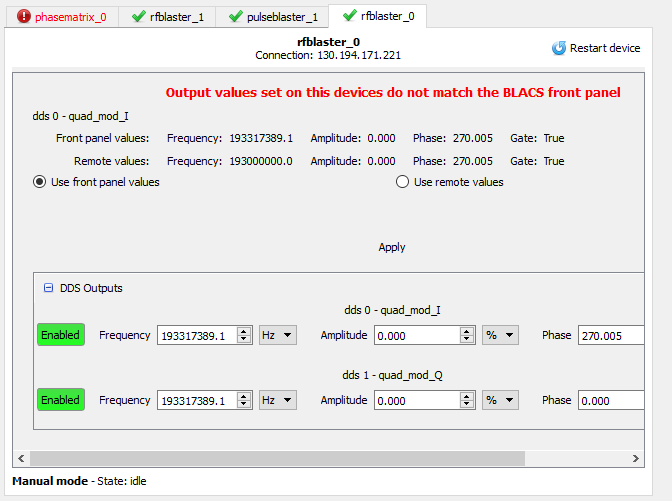 phasematrix_0 rfblaster_1 pulseblaster_1 rfblaster_0
rfblaster_0
Connection: 130.194.171.221
Restart device
Output values set on this devices do not match the BLACS front panel
dds 0 - quad_mod_I
Front panel values: Frequency: 193317389.1 Amplitude: 0.000 Phase: 270.005 Gate: True
Remote values: Frequency: 193000000.0 Amplitude: 0.000 Phase: 270.005 Gate: True
Use front panel values Use remote values
Apply
DDS Outputs
dds 0 - quad_mod_I
Enabled Frequency 193317389.1 Hz Amplitude 0.000 % Phase 270.005
dds 1 - quad_mod_Q
Enabled Frequency 193317389.1 Hz Amplitude 0.000 % Phase 0.000
Manual mode - State: idle